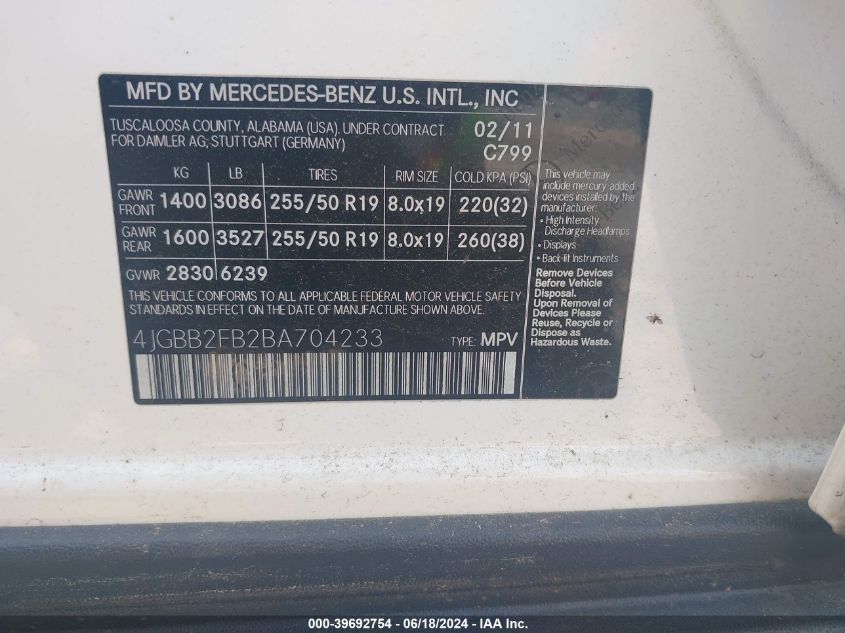 MFD BY MERCEDES-BENZ U.S. INTL., INC
TUSCALOOSA COUNTY, ALABAMA (USA), UNDER CONTRACT 02/11
FOR DAIMLER AG, STUTTGART (GERMANY) C799
KG LB TIRES RIM SIZE COLD KPA (PSI)
GAWR FRONT 1400 3086 255/50 R19 8.0x19 220(32)
GAWR REAR 1600 3527 255/50 R19 8.0x19 260(38)
GVWR 2830 6239
THIS VEHICLE CONFORMS TO ALL APPLICABLE FEDERAL MOTOR VEHICLE SAFETY
STANDARDS IN EFFECT ON THE DATE OF MANUFACTURE SHOWN ABOVE.
4JGBB2FB2BA704233 TYPE: MPV
This vehicle may
include mercury-added
devices installed by the
manufacturer:
• High Intensity
Discharge Headlamps
• Displays
• Back-lit Instruments
Remove Devices
Before Vehicle
Disposal.
Upon Removal of
Devices Please
Reuse, Recycle or
Dispose as
Hazardous Waste.
000-39692754 - 06/18/2024 - IAAI.COM